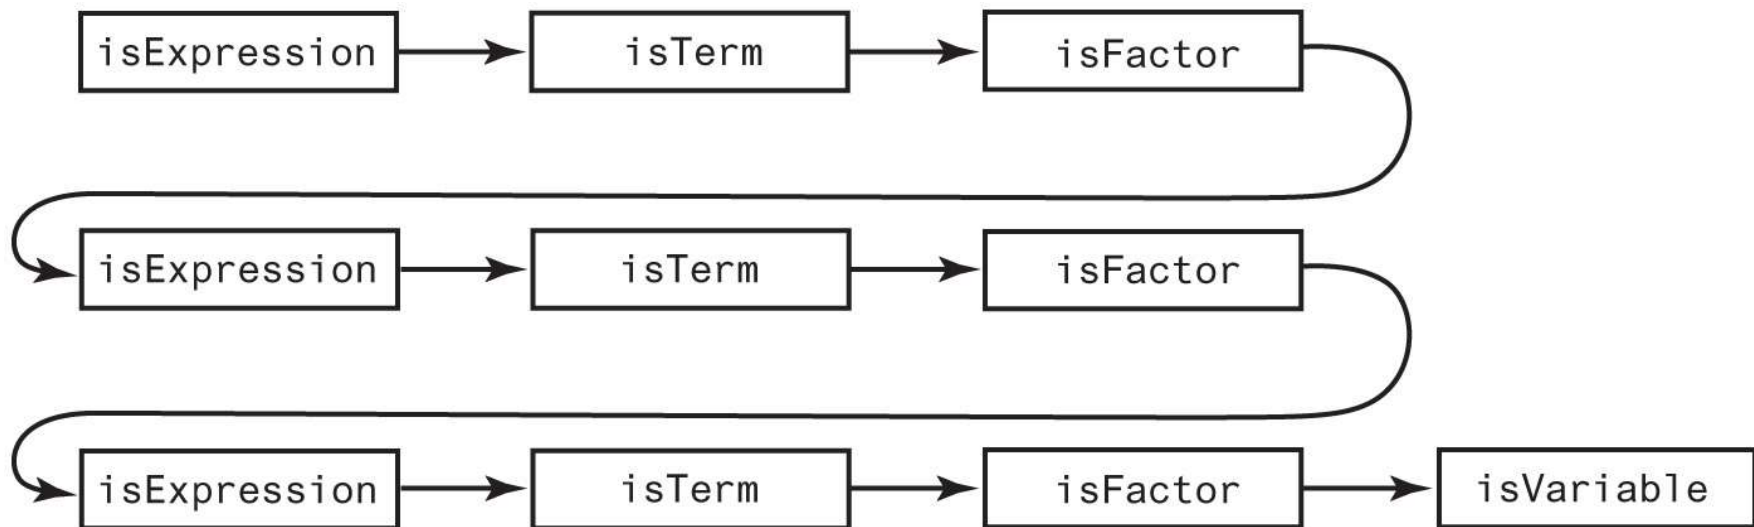 isExpression isTerm isFactor
isExpression isTerm isFactor
isExpression isTerm isFactor isVariable